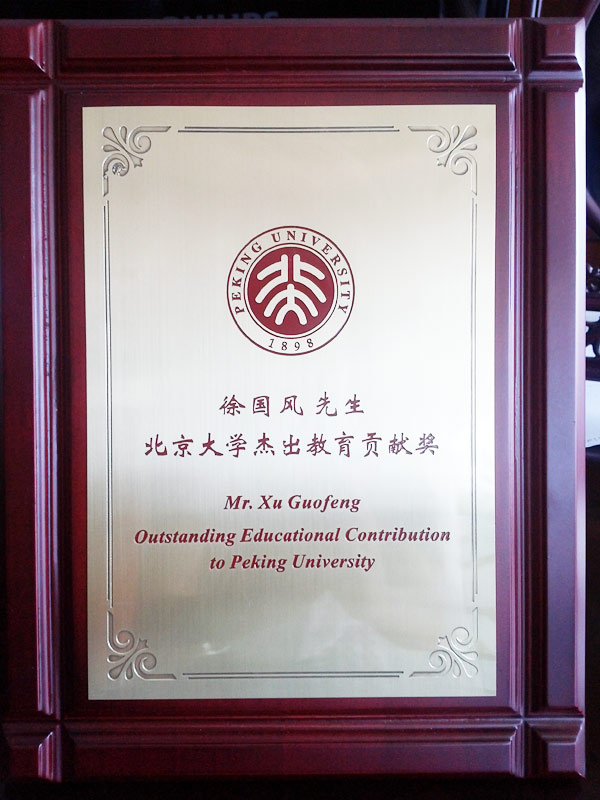 PHILIPS
PEKING UNIVERSITY
1898
徐国风 先生
北京大学杰出教育贡献奖
Mr. Xu Guofeng
Outstanding Educational Contribution
to Peking University